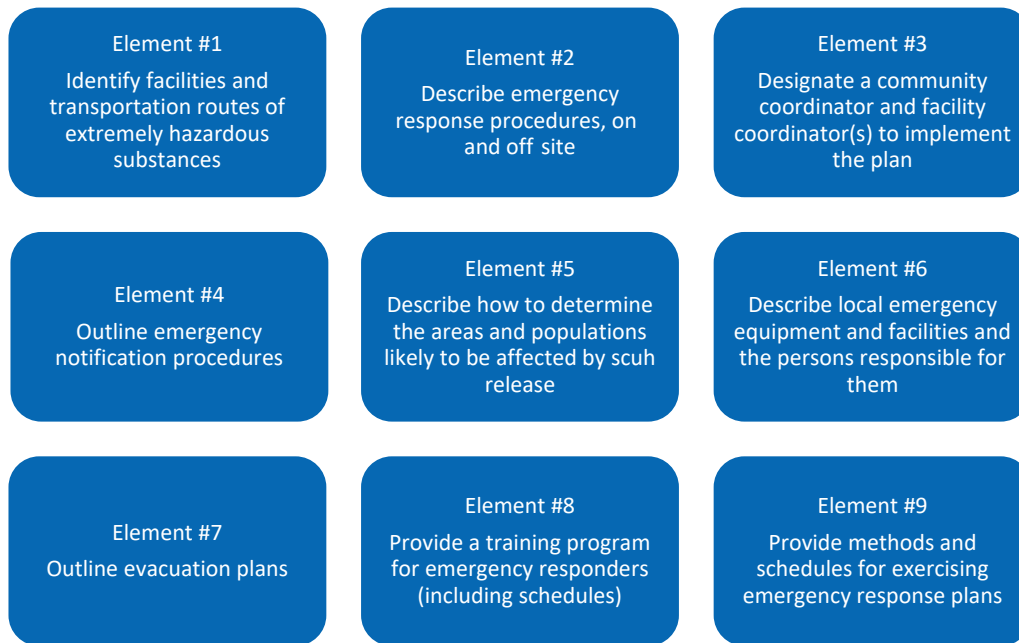 Element #1
Identify facilities and
transportation routes of
extremely hazardous
substances
Element #2
Describe emergency
response procedures, on
and off site
Element #3
Designate a community
coordinator and facility
coordinator(s) to implement
the plan
Element #4
Outline emergency
notification procedures
Element #5
Describe how to determine
the areas and populations
likely to be affected by scuh
release
Element #6
Describe local emergency
equipment and facilities and
the persons responsible for
them
Element #7
Outline evacuation plans
Element #8
Provide a training program
for emergency responders
(including schedules)
Element #9
Provide methods and
schedules for exercising
emergency response plans